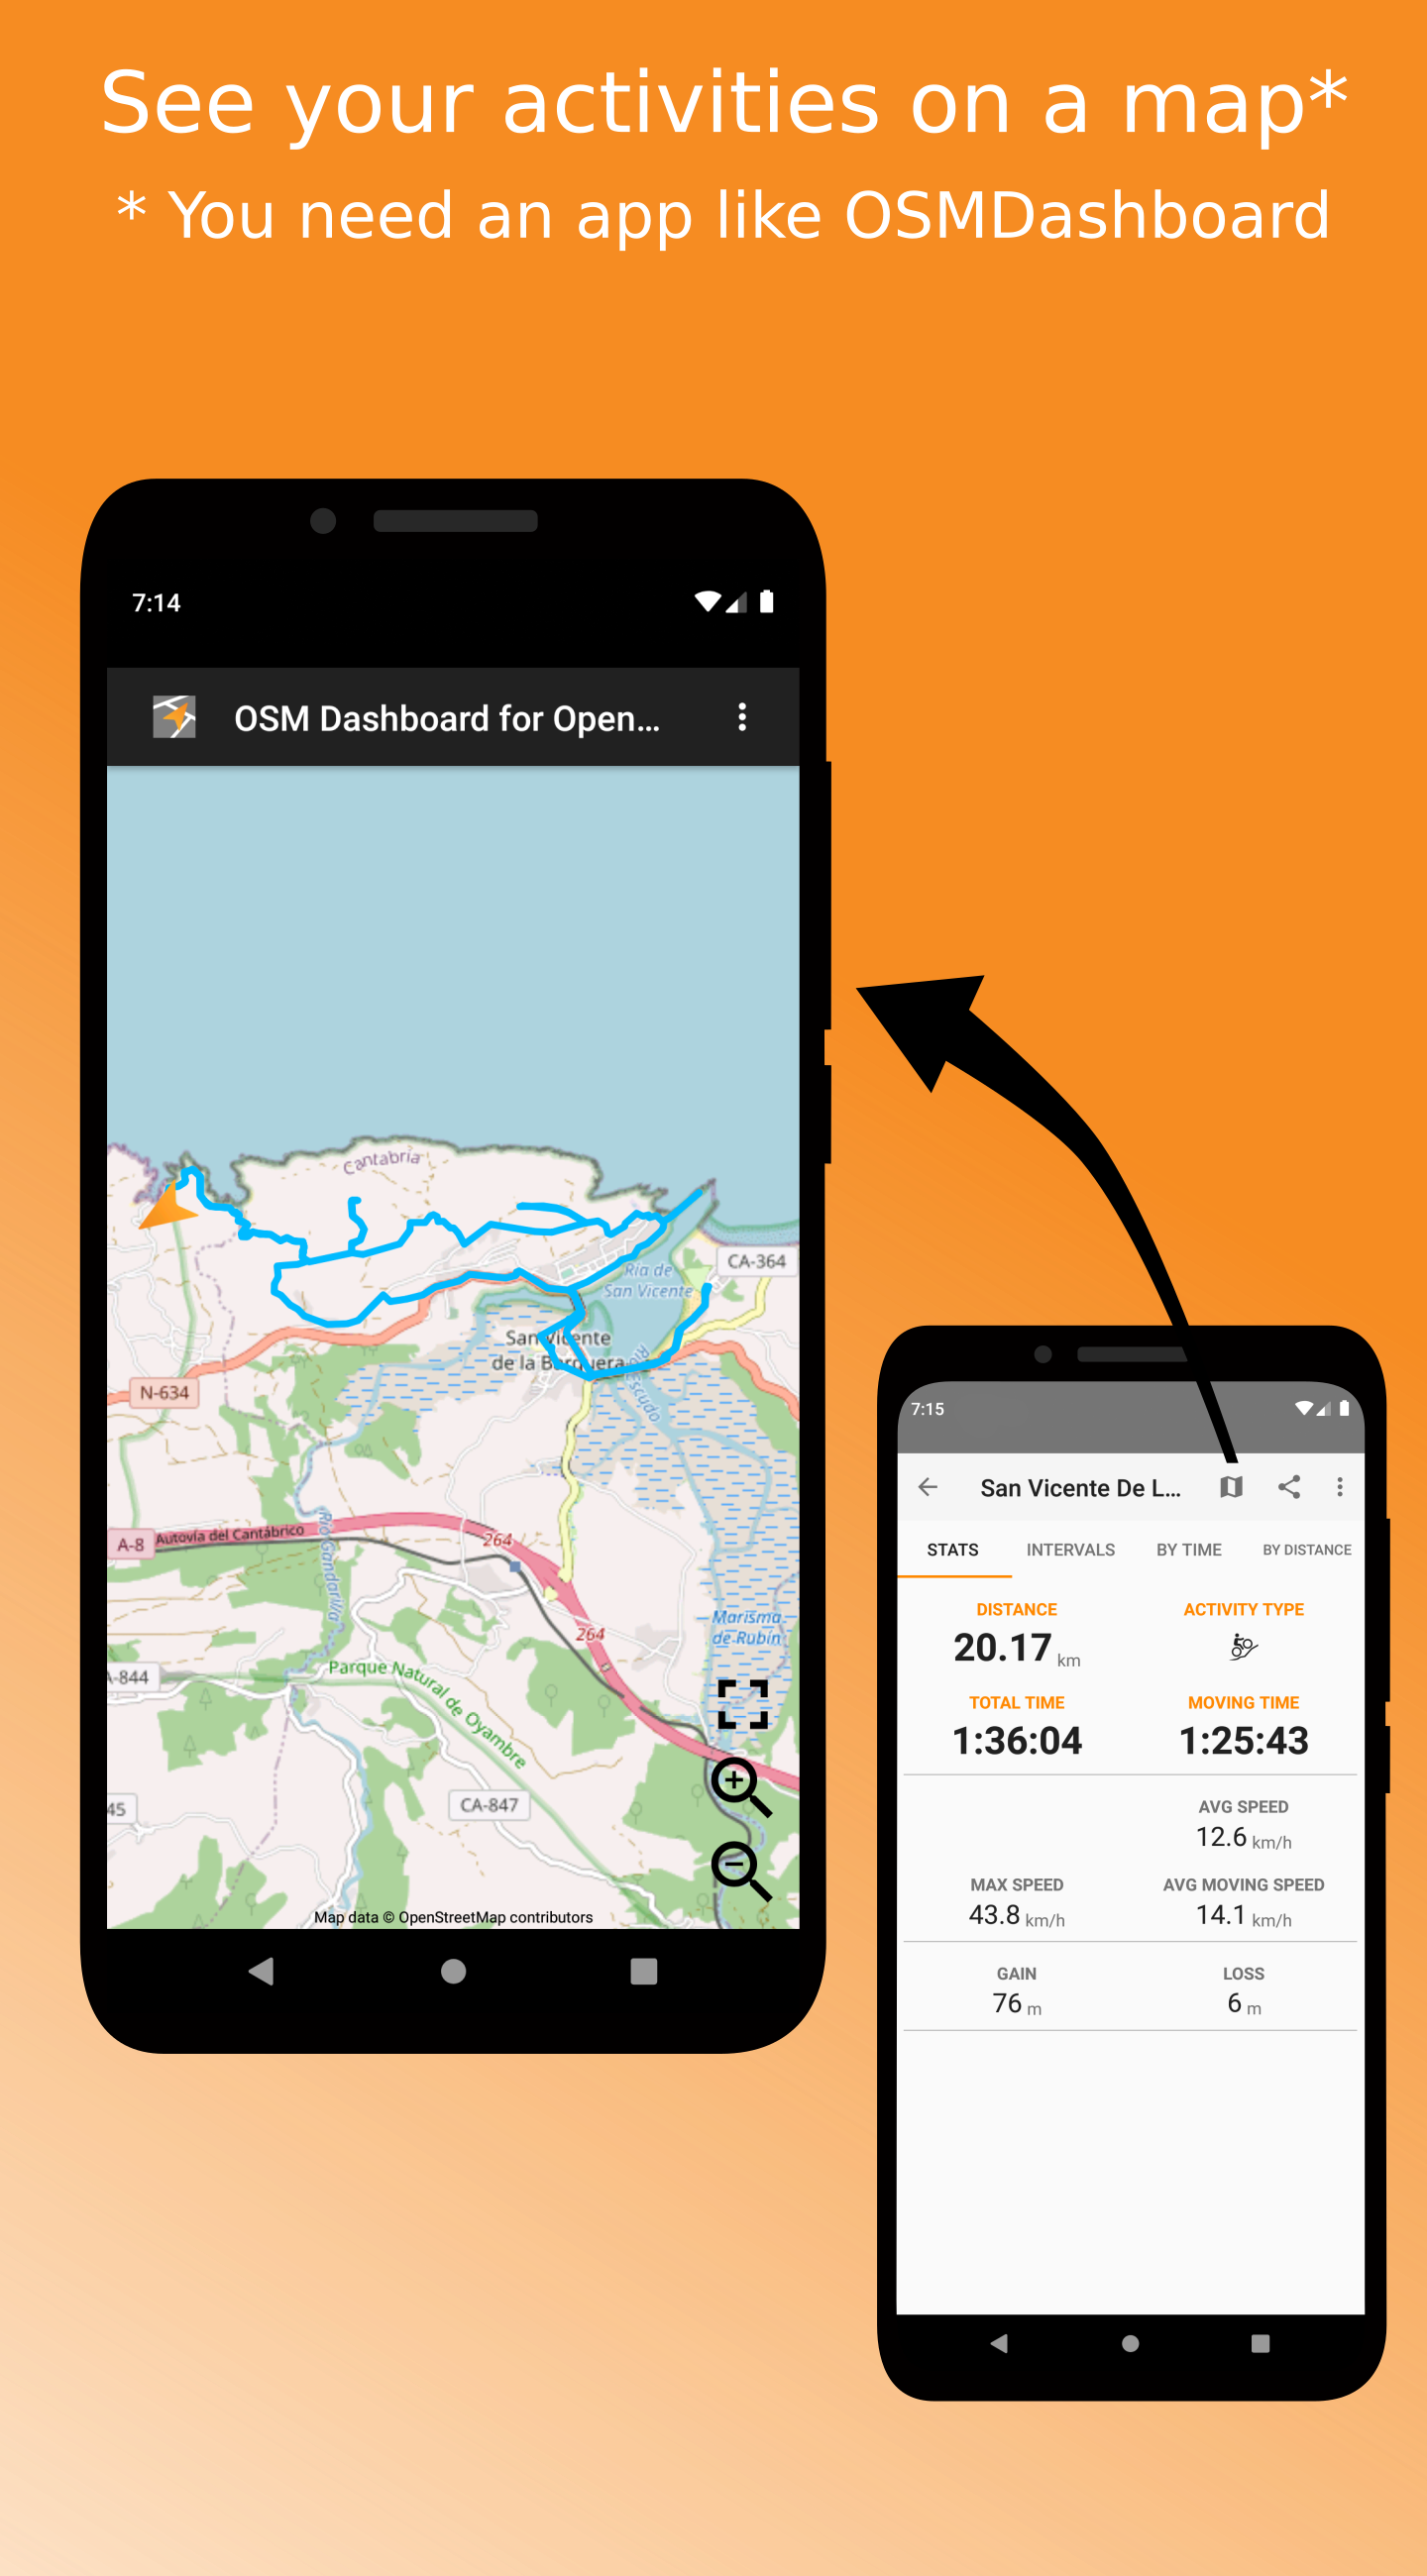 See your activities on a map*
* You need an app like OSMDashboard
7:14
OSM Dashboard for Open...
Cantabria
CA-364
Ría de
San Vicente
San Vicente
de la Barquera
Río Escudo
N-634
A-8
Autovía del Cantábrico
264
Río Gandarilla
264
Marisma
de Rubín
A-844
Parque Natural de Oyambre
CA-847
45
Map data © OpenStreetMap contributors
7:15
San Vicente De L...
STATS
INTERVALS
BY TIME
BY DISTANCE
DISTANCE
ACTIVITY TYPE
20.17 km
TOTAL TIME
MOVING TIME
1:36:04
1:25:43
AVG SPEED
12.6 km/h
MAX SPEED
AVG MOVING SPEED
43.8 km/h
14.1 km/h
GAIN
LOSS
76 m
6 m